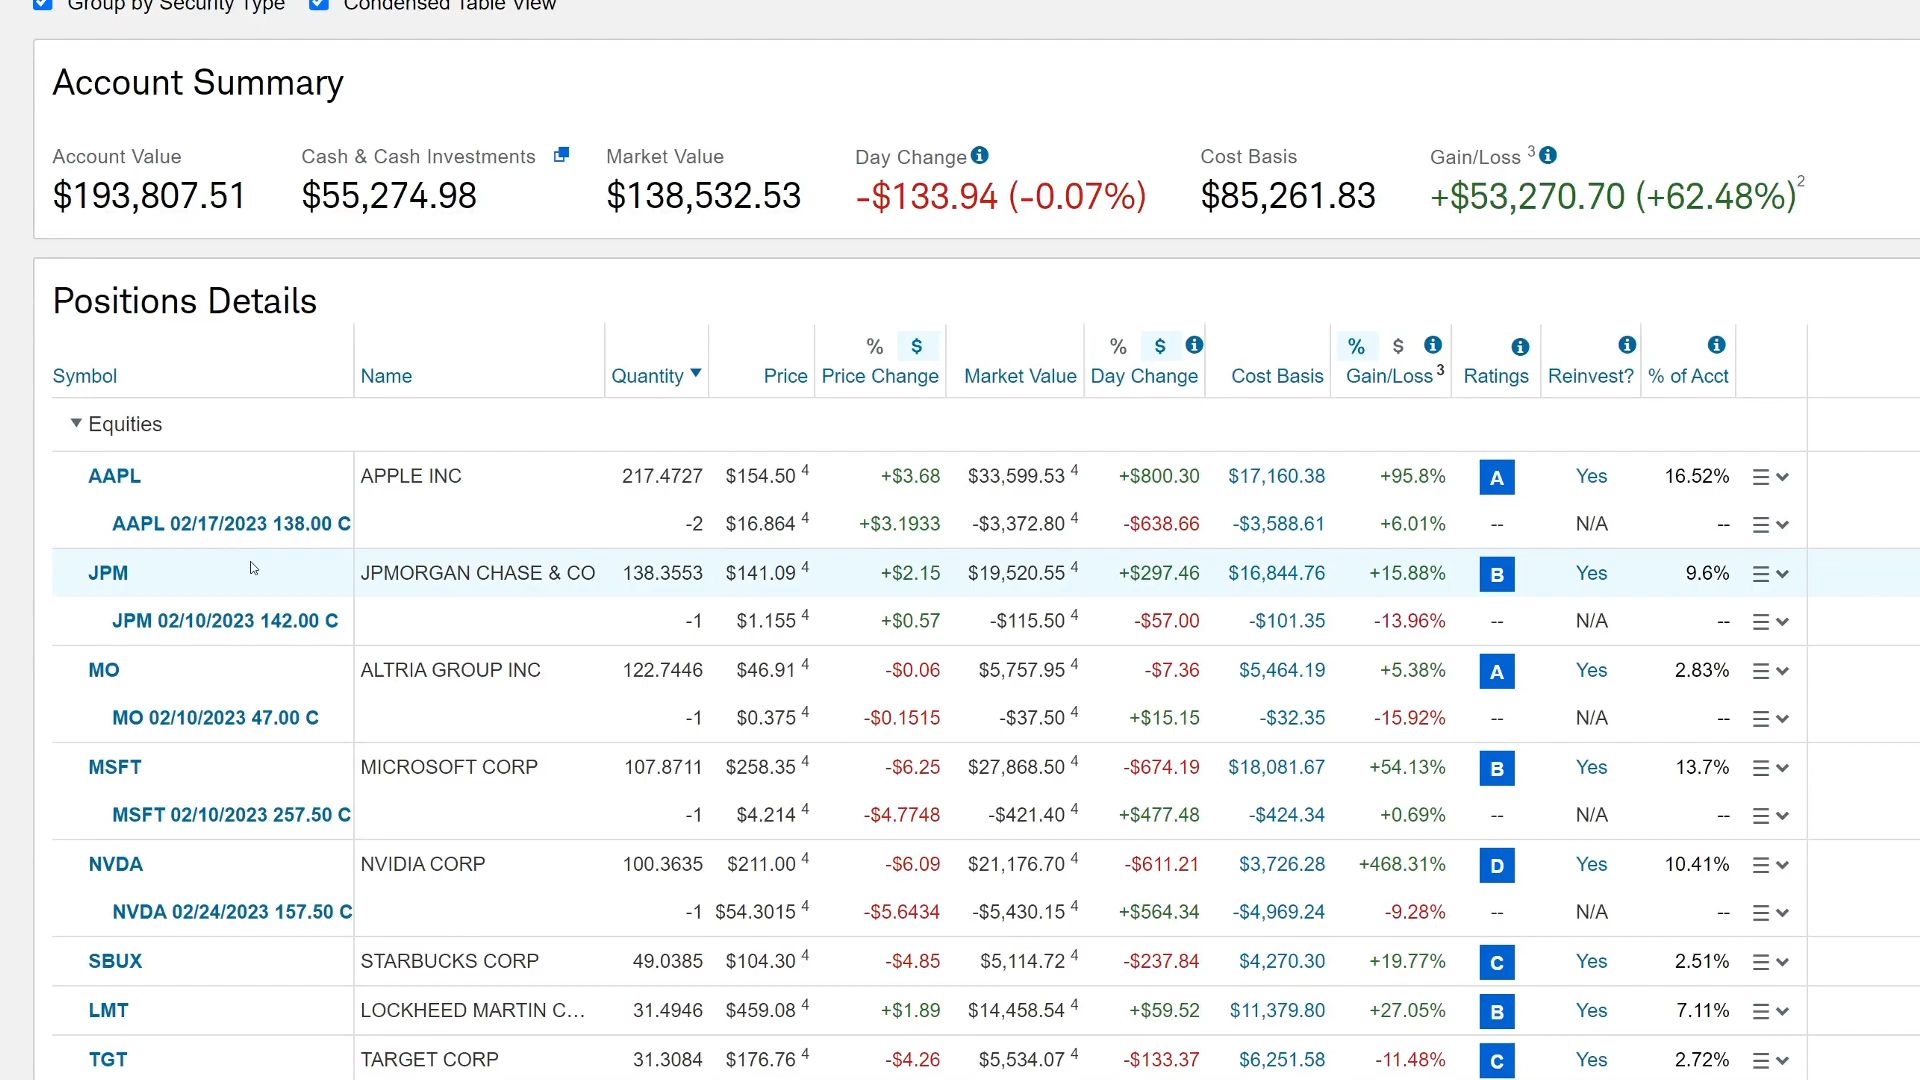 Group by Security Type Condensed Table View
Account Summary
Account Value Cash & Cash Investments Market Value Day Change Cost Basis Gain/Loss 3
$193,807.51 $55,274.98 $138,532.53 -$133.94 (-0.07%) $85,261.83 +$53,270.70 (+62.48%) 2
Positions Details
% $ % $ % $
Symbol Name Quantity Price Price Change Market Value Day Change Cost Basis Gain/Loss 3 Ratings Reinvest? % of Acct
Equities
AAPL APPLE INC 217.4727 $154.50 4 +$3.68 $33,599.53 4 +$800.30 $17,160.38 +95.8% A Yes 16.52%
AAPL 02/17/2023 138.00 C -2 $16.864 4 +$3.1933 -$3,372.80 4 -$638.66 -$3,588.61 +6.01% -- N/A --
JPM JPMORGAN CHASE & CO 138.3553 $141.09 4 +$2.15 $19,520.55 4 +$297.46 $16,844.76 +15.88% B Yes 9.6%
JPM 02/10/2023 142.00 C -1 $1.155 4 +$0.57 -$115.50 4 -$57.00 -$101.35 -13.96% -- N/A --
MO ALTRIA GROUP INC 122.7446 $46.91 4 -$0.06 $5,757.95 4 -$7.36 $5,464.19 +5.38% A Yes 2.83%
MO 02/10/2023 47.00 C -1 $0.375 4 -$0.1515 -$37.50 4 +$15.15 -$32.35 -15.92% -- N/A --
MSFT MICROSOFT CORP 107.8711 $258.35 4 -$6.25 $27,868.50 4 -$674.19 $18,081.67 +54.13% B Yes 13.7%
MSFT 02/10/2023 257.50 C -1 $4.214 4 -$4.7748 -$421.40 4 +$477.48 -$424.34 +0.69% -- N/A --
NVDA NVIDIA CORP 100.3635 $211.00 4 -$6.09 $21,176.70 4 -$611.21 $3,726.28 +468.31% D Yes 10.41%
NVDA 02/24/2023 157.50 C -1 $54.3015 4 -$5.6434 -$5,430.15 4 +$564.34 -$4,969.24 -9.28% -- N/A --
SBUX STARBUCKS CORP 49.0385 $104.30 4 -$4.85 $5,114.72 4 -$237.84 $4,270.30 +19.77% C Yes 2.51%
LMT LOCKHEED MARTIN C... 31.4946 $459.08 4 +$1.89 $14,458.54 4 +$59.52 $11,379.80 +27.05% B Yes 7.11%
TGT TARGET CORP 31.3084 $176.76 4 -$4.26 $5,534.07 4 -$133.37 $6,251.58 -11.48% C Yes 2.72%